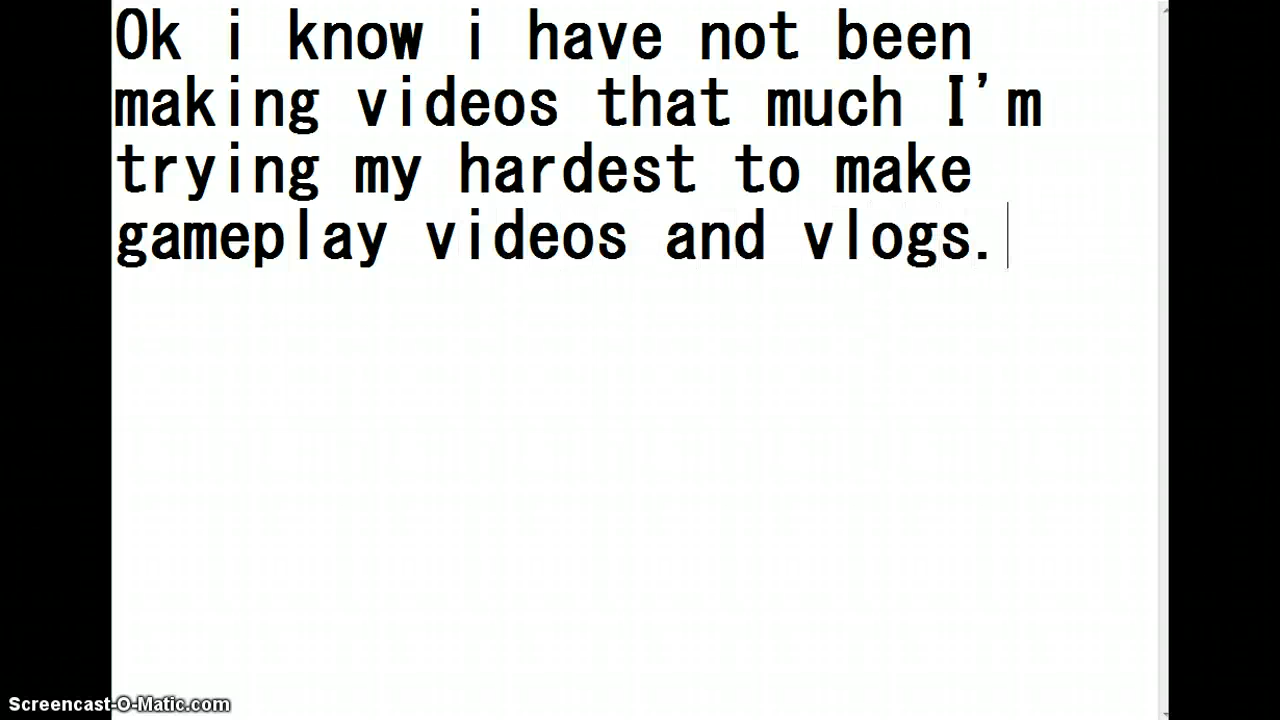 Ok i know i have not been
making videos that much I'm
trying my hardest to make
gameplay videos and vlogs.
Screencast-O-Matic.com